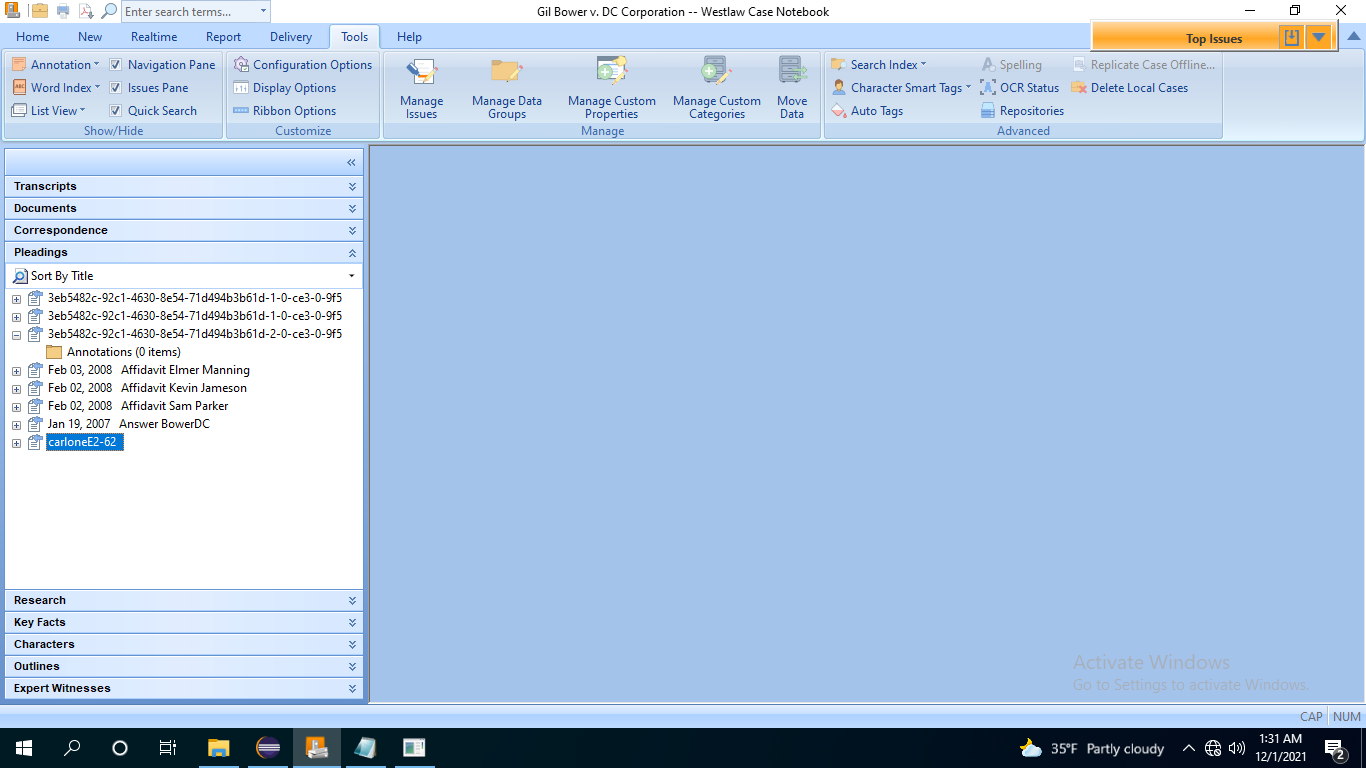 Enter search terms...
Gil Bower v. DC Corporation -- Westlaw Case Notebook
Home New Realtime Report Delivery Tools Help
Top Issues
Annotation Navigation Pane
Word Index Issues Pane
List View Quick Search
Show/Hide
Configuration Options
Display Options
Ribbon Options
Customize
Manage Issues
Manage Data Groups
Manage Custom Properties
Manage Custom Categories
Move Data
Manage
Search Index Spelling Replicate Case Offline...
Character Smart Tags OCR Status Delete Local Cases
Auto Tags Repositories
Advanced
Transcripts
Documents
Correspondence
Pleadings
Sort By Title
3eb5482c-92c1-4630-8e54-71d494b3b61d-1-0-ce3-0-9f5
3eb5482c-92c1-4630-8e54-71d494b3b61d-1-0-ce3-0-9f5
3eb5482c-92c1-4630-8e54-71d494b3b61d-2-0-ce3-0-9f5
Annotations (0 items)
Feb 03, 2008 Affidavit Elmer Manning
Feb 02, 2008 Affidavit Kevin Jameson
Feb 02, 2008 Affidavit Sam Parker
Jan 19, 2007 Answer BowerDC
carloneE2-62
Research
Key Facts
Characters
Outlines
Expert Witnesses
Activate Windows
Go to Settings to activate Windows.
CAP NUM
35°F Partly cloudy
1:31 AM
12/1/2021
2